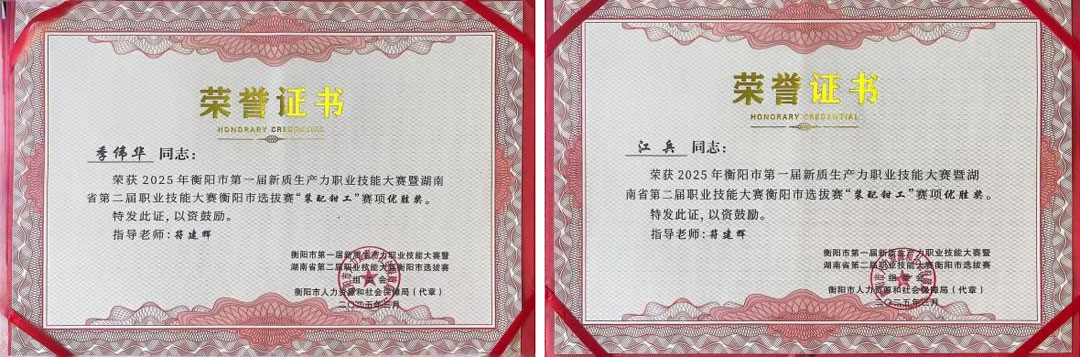 荣誉证书
HONORARY CREDENTIAL
季伟华 同志：
荣获 2025 年衡阳市第一届新质生产力职业技能大赛暨湖南
省第二届职业技能大赛衡阳市选拔赛“装配钳工”赛项优胜奖。
特发此证，以资鼓励。
指导老师：蒋建辉
衡阳市第一届新质生产力职业技能大赛暨
湖南省第二届职业技能大赛衡阳市选拔赛
组委会
衡阳市人力资源和社会保障局（代章）
二〇二五年 月
荣誉证书
HONORARY CREDENTIAL
江兵 同志：
荣获 2025 年衡阳市第一届新质生产力职业技能大赛暨湖
南省第二届职业技能大赛衡阳市选拔赛“装配钳工”赛项优胜奖。
特发此证，以资鼓励。
指导老师：蒋建辉
衡阳市第一届新质生产力职业技能大赛暨
湖南省第二届职业技能大赛衡阳市选拔赛
组委会
衡阳市人力资源和社会保障局（代章）
二〇二五年 月